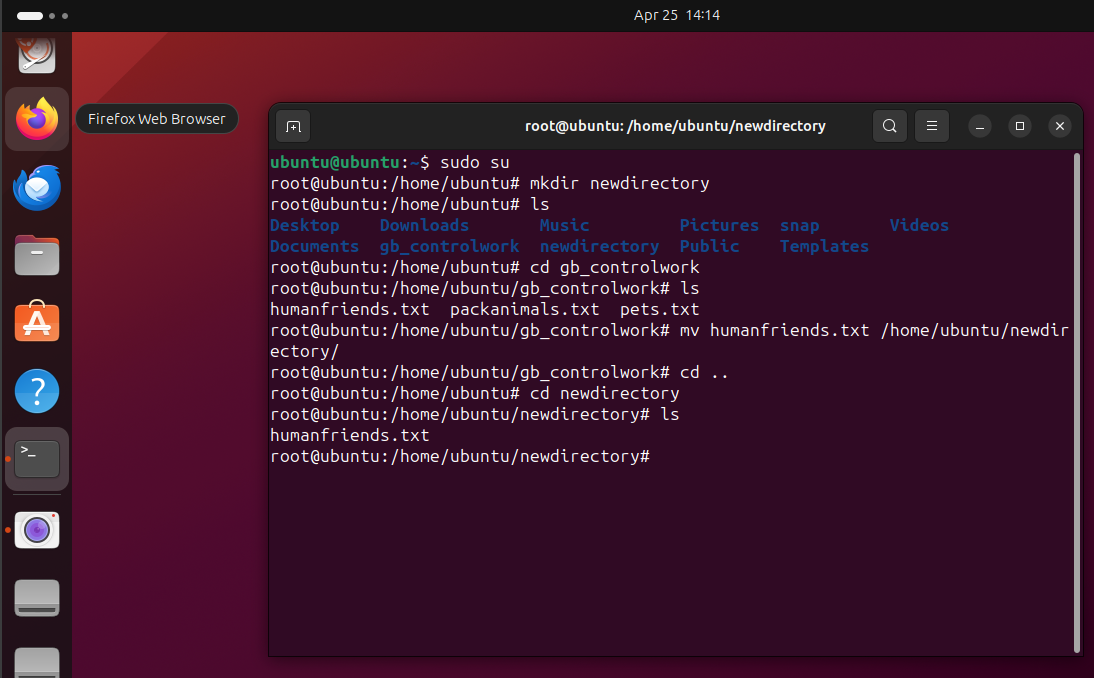 Apr 25 14:14
Firefox Web Browser
root@ubuntu: /home/ubuntu/newdirectory
ubuntu@ubuntu:~$ sudo su
root@ubuntu:/home/ubuntu# mkdir newdirectory
root@ubuntu:/home/ubuntu# ls
Desktop    Downloads       Music         Pictures  snap       Videos
Documents  gb_controlwork  newdirectory  Public    Templates
root@ubuntu:/home/ubuntu# cd gb_controlwork
root@ubuntu:/home/ubuntu/gb_controlwork# ls
humanfriends.txt  packanimals.txt  pets.txt
root@ubuntu:/home/ubuntu/gb_controlwork# mv humanfriends.txt /home/ubuntu/newdir
ectory/
root@ubuntu:/home/ubuntu/gb_controlwork# cd ..
root@ubuntu:/home/ubuntu# cd newdirectory
root@ubuntu:/home/ubuntu/newdirectory# ls
humanfriends.txt
root@ubuntu:/home/ubuntu/newdirectory#